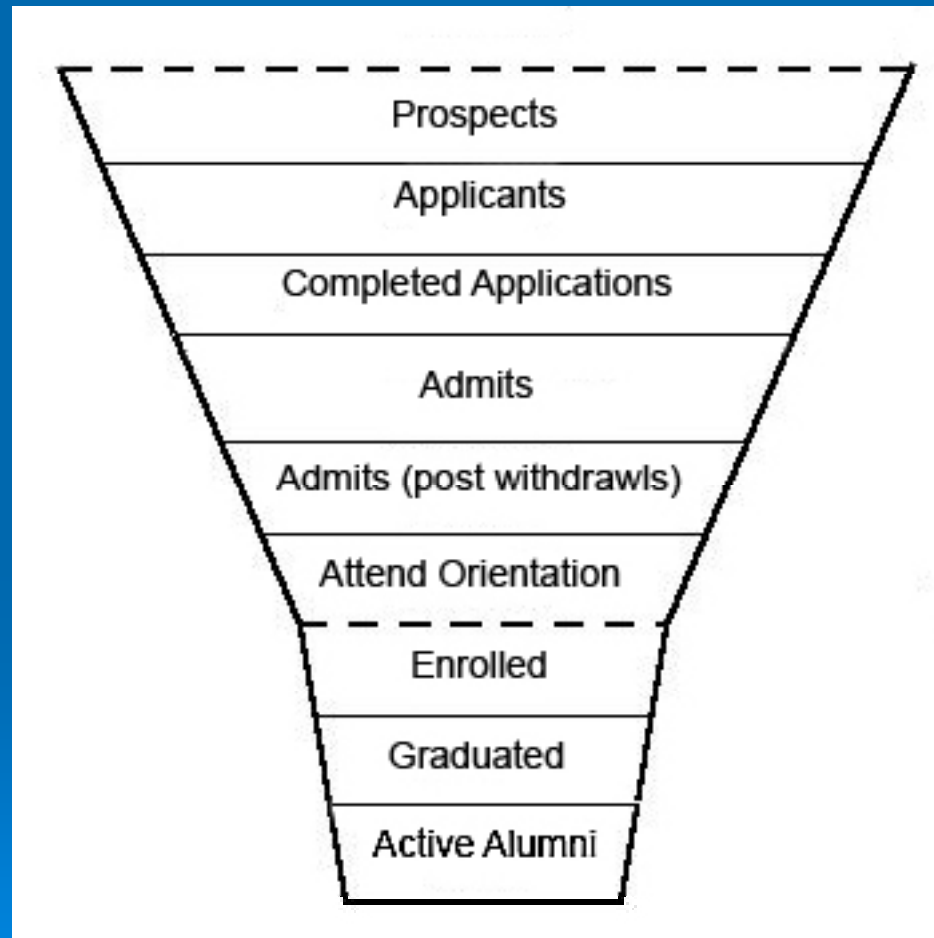 Prospects
Applicants
Completed Applications
Admits
Admits (post withdrawls)
Attend Orientation
Enrolled
Graduated
Active Alumni